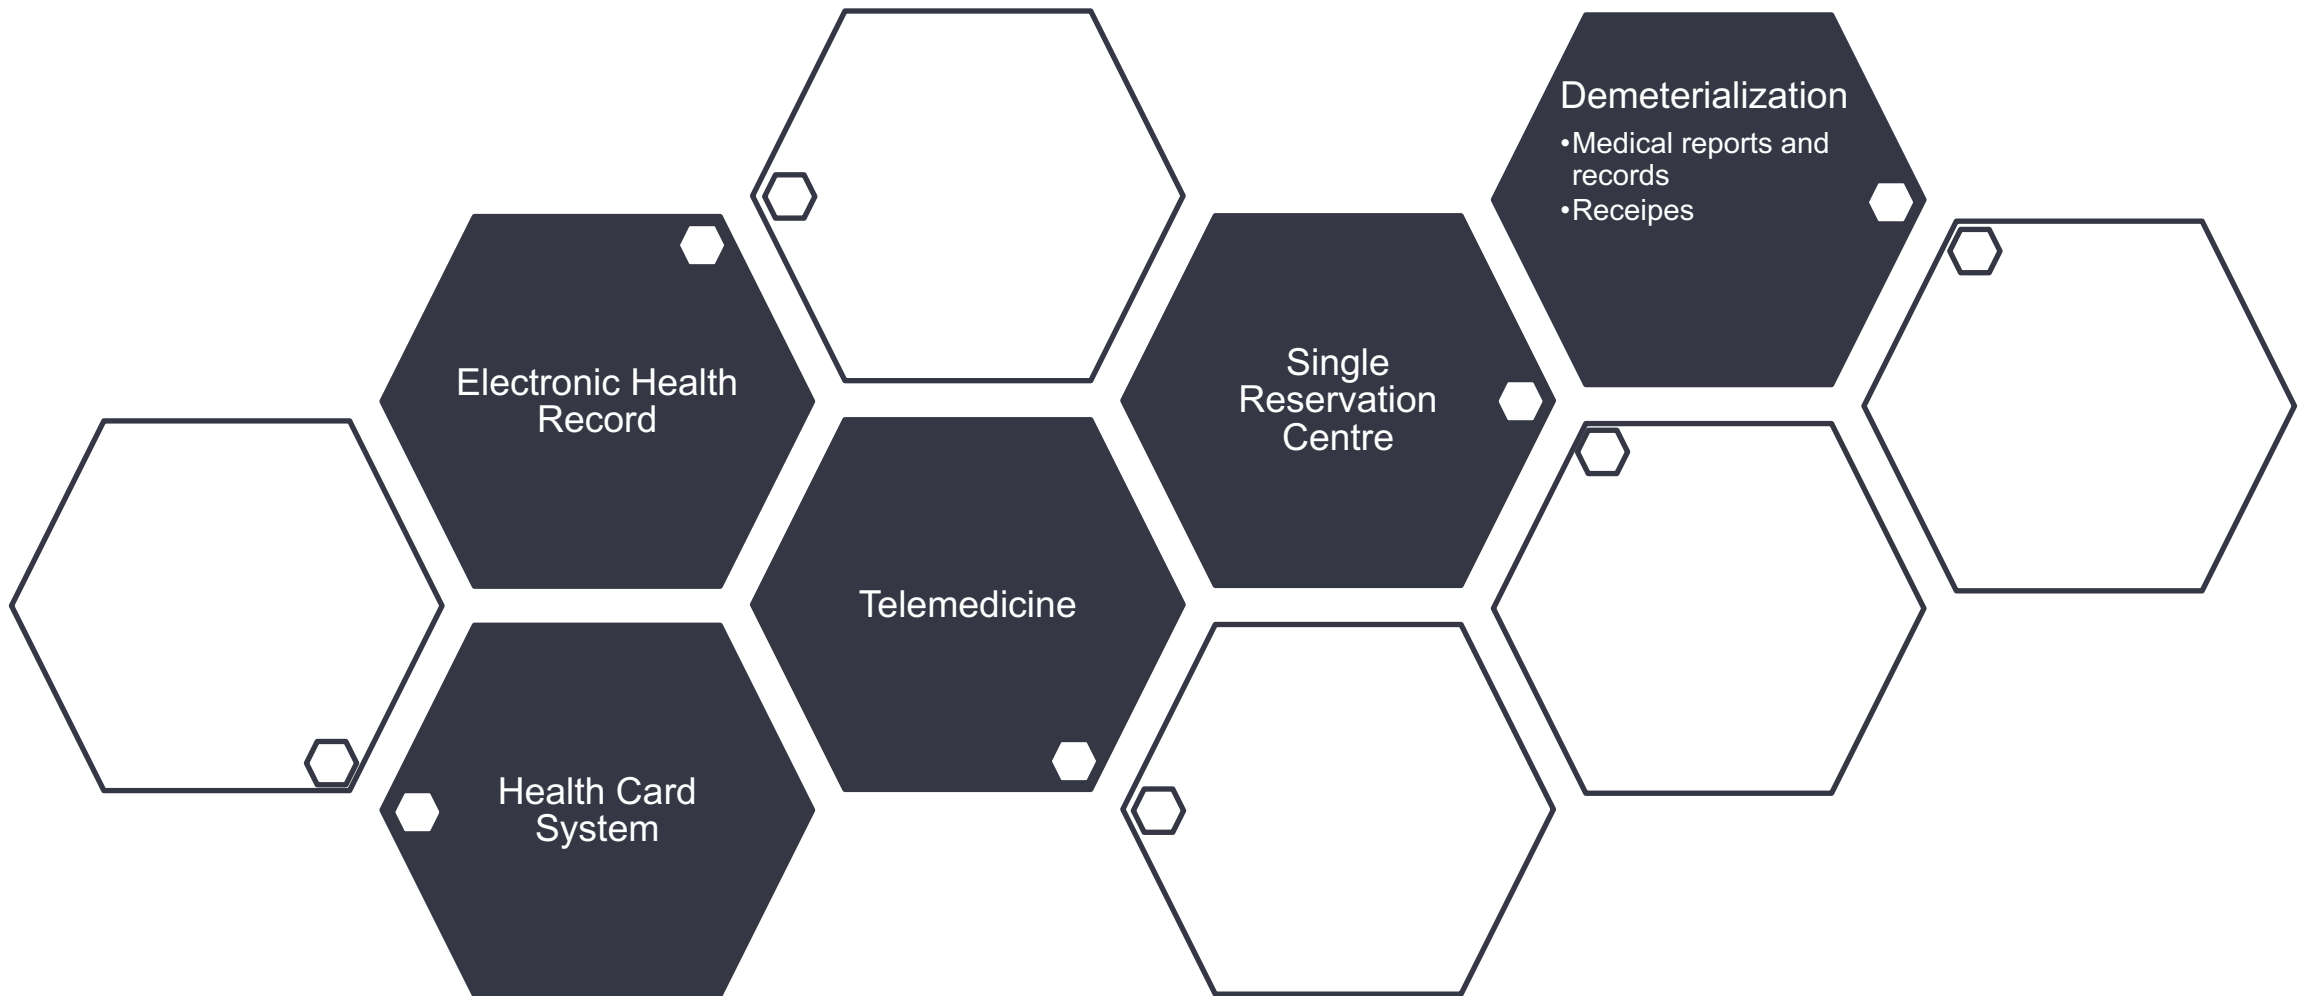 Demeterialization
•Medical reports and
records
•Receipes
Electronic Health
Record
Single
Reservation
Centre
Telemedicine
Health Card
System